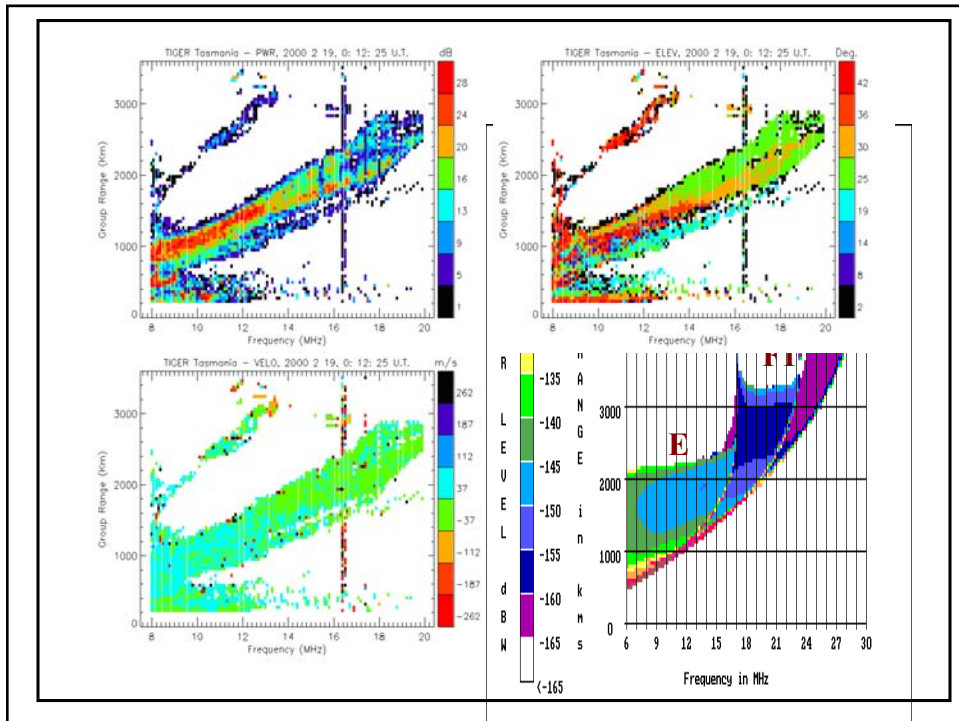 TIGER Tasmania - PWR, 2000 2 19, 0: 12: 25 U.T. dB
28
24
20
16
13
9
5
1
Group Range (Km)
3000
2000
1000
0
8 10 12 14 16 18 20
Frequency (MHz)
TIGER Tasmania - ELEV, 2000 2 19, 0: 12: 25 U.T. Deg.
42
36
30
24
19
14
8
2
Group Range (Km)
3000
2000
1000
0
8 10 12 14 16 18 20
Frequency (MHz)
TIGER Tasmania - VELO, 2000 2 19, 0: 12: 25 U.T. m/s
262
187
112
37
-37
-112
-187
-262
Group Range (Km)
3000
2000
1000
0
8 10 12 14 16 18 20
Frequency (MHz)
R LEVEL dBW
-135
-140
-145
-150
-155
-160
-165
<-165
ANGE in kms
E
3000
2000
1000
0
6 9 12 15 18 21 24 27 30
Frequency in MHz